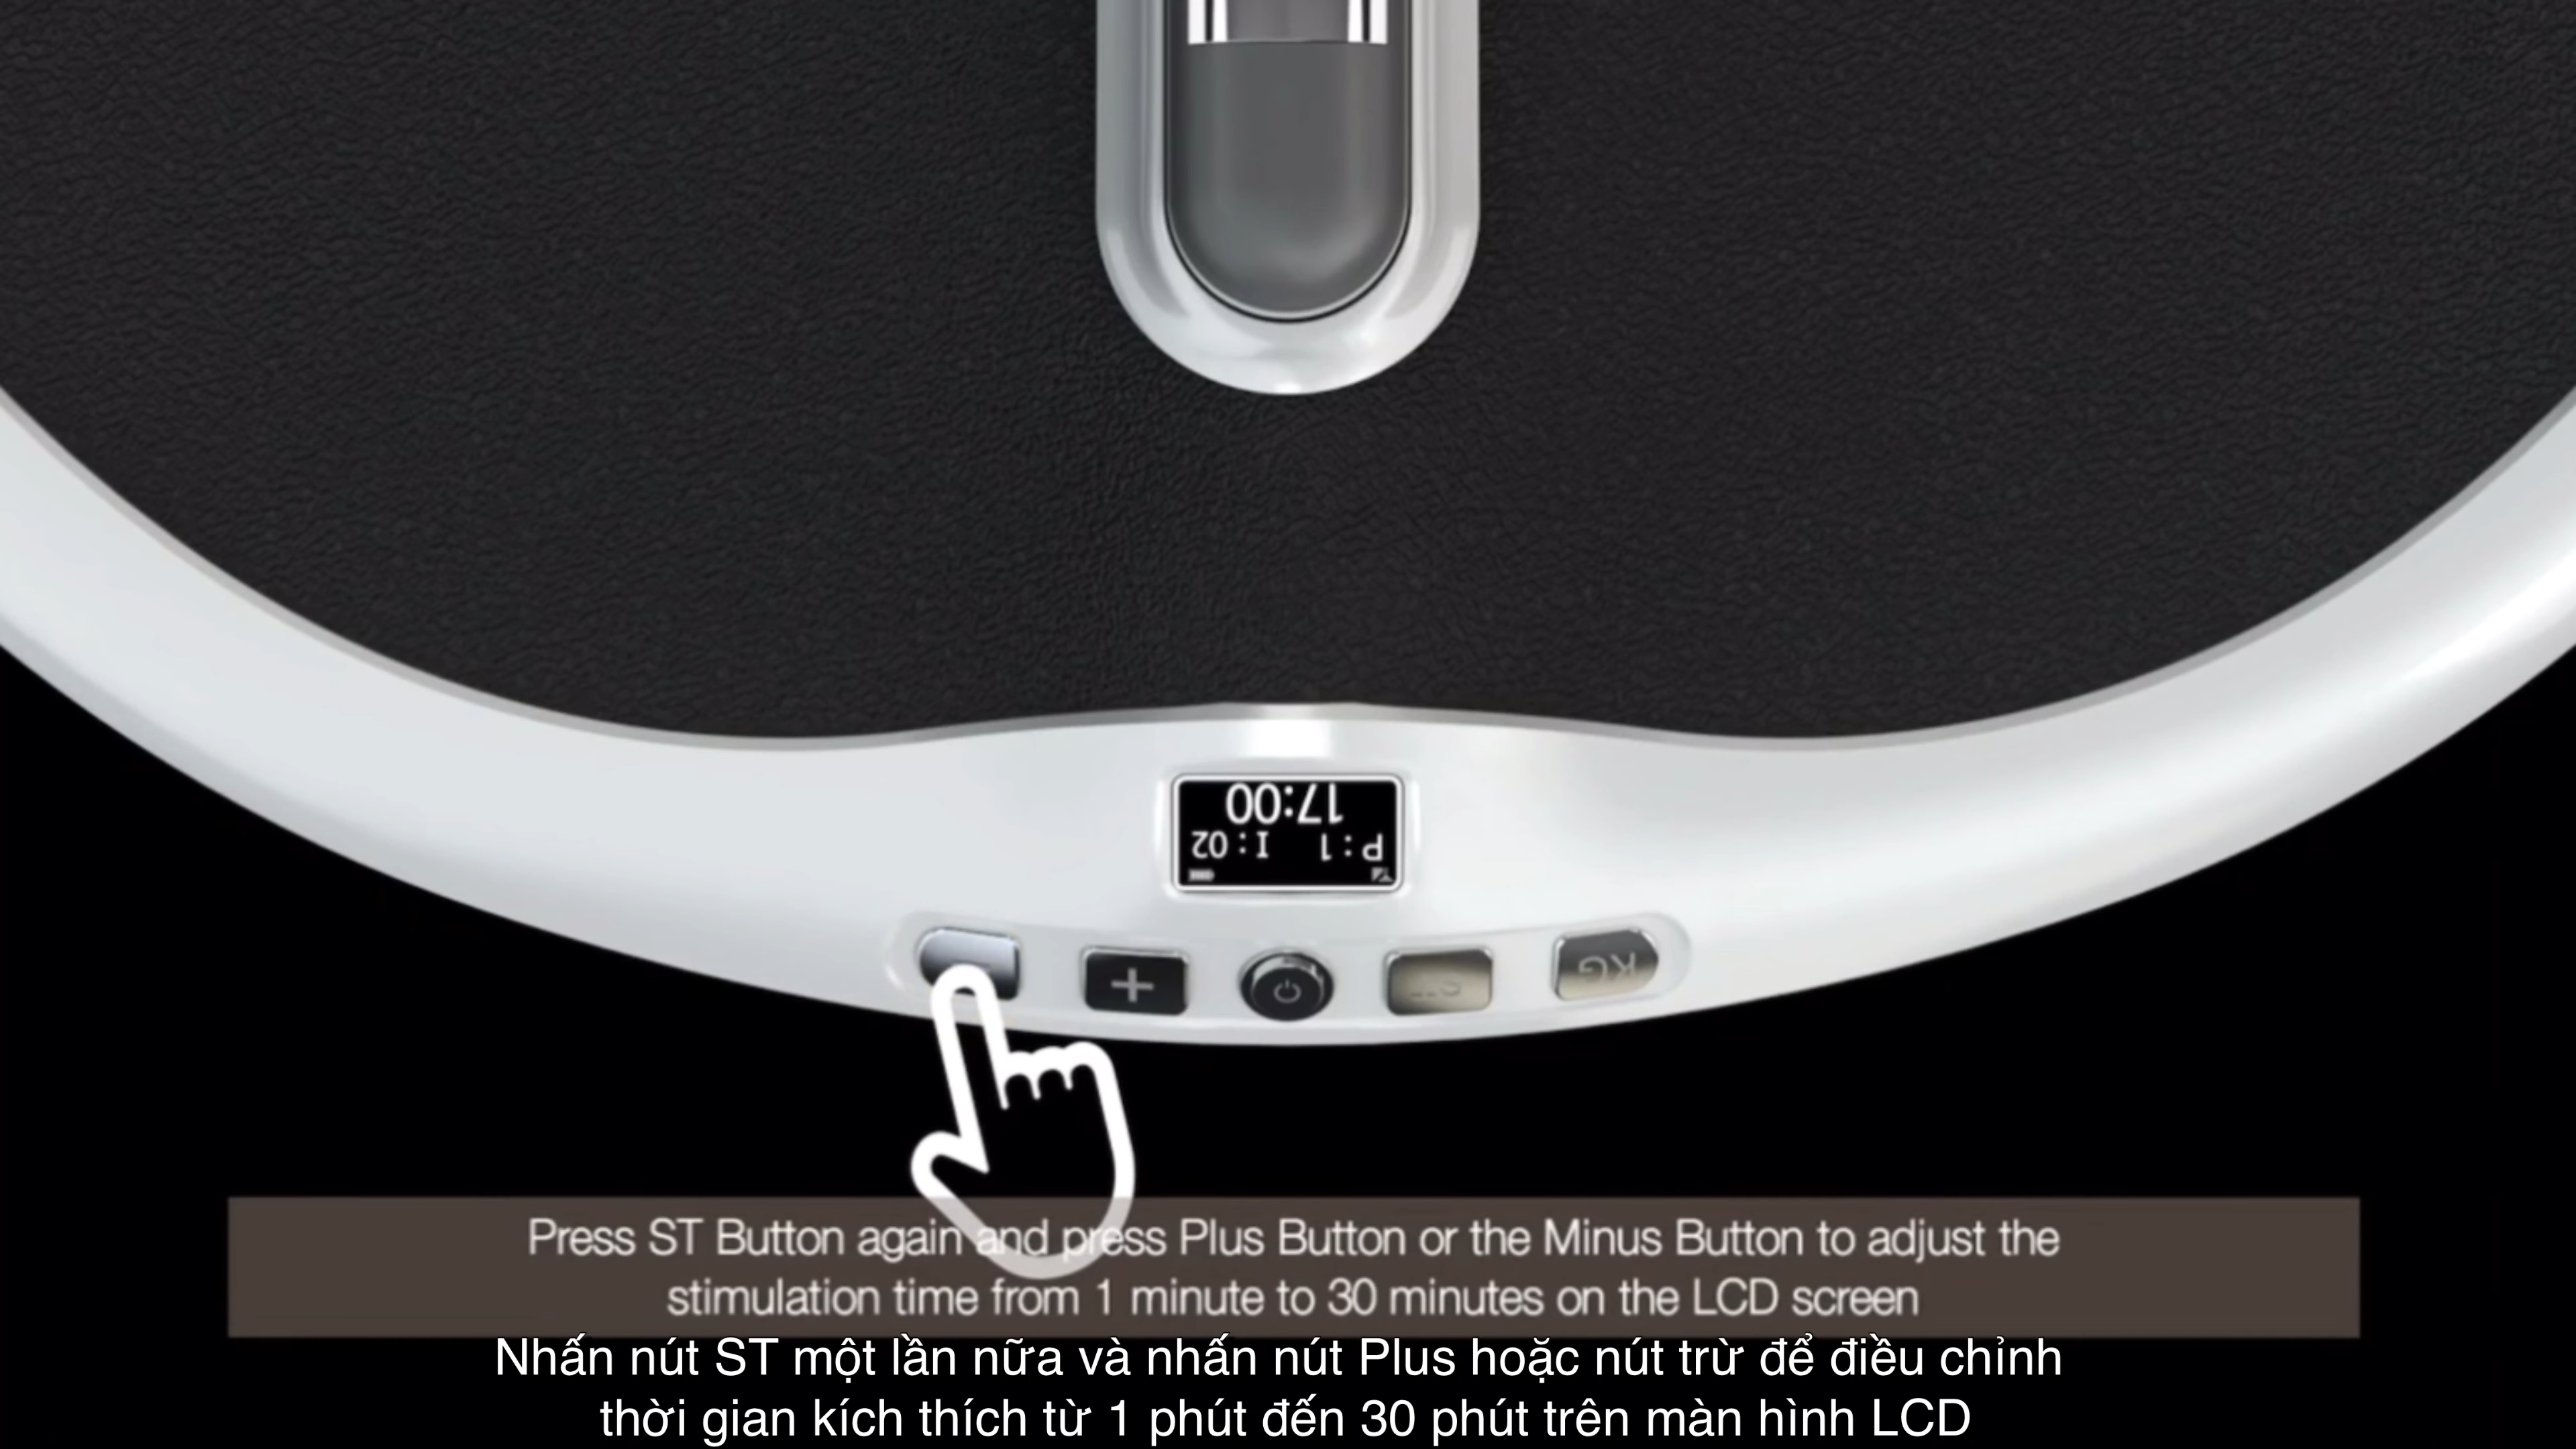 17:00
P : 1 I : 02
KG
Press ST Button again and press Plus Button or the Minus Button to adjust the
stimulation time from 1 minute to 30 minutes on the LCD screen
Nhấn nút ST một lần nữa và nhấn nút Plus hoặc nút trừ để điều chỉnh
thời gian kích thích từ 1 phút đến 30 phút trên màn hình LCD